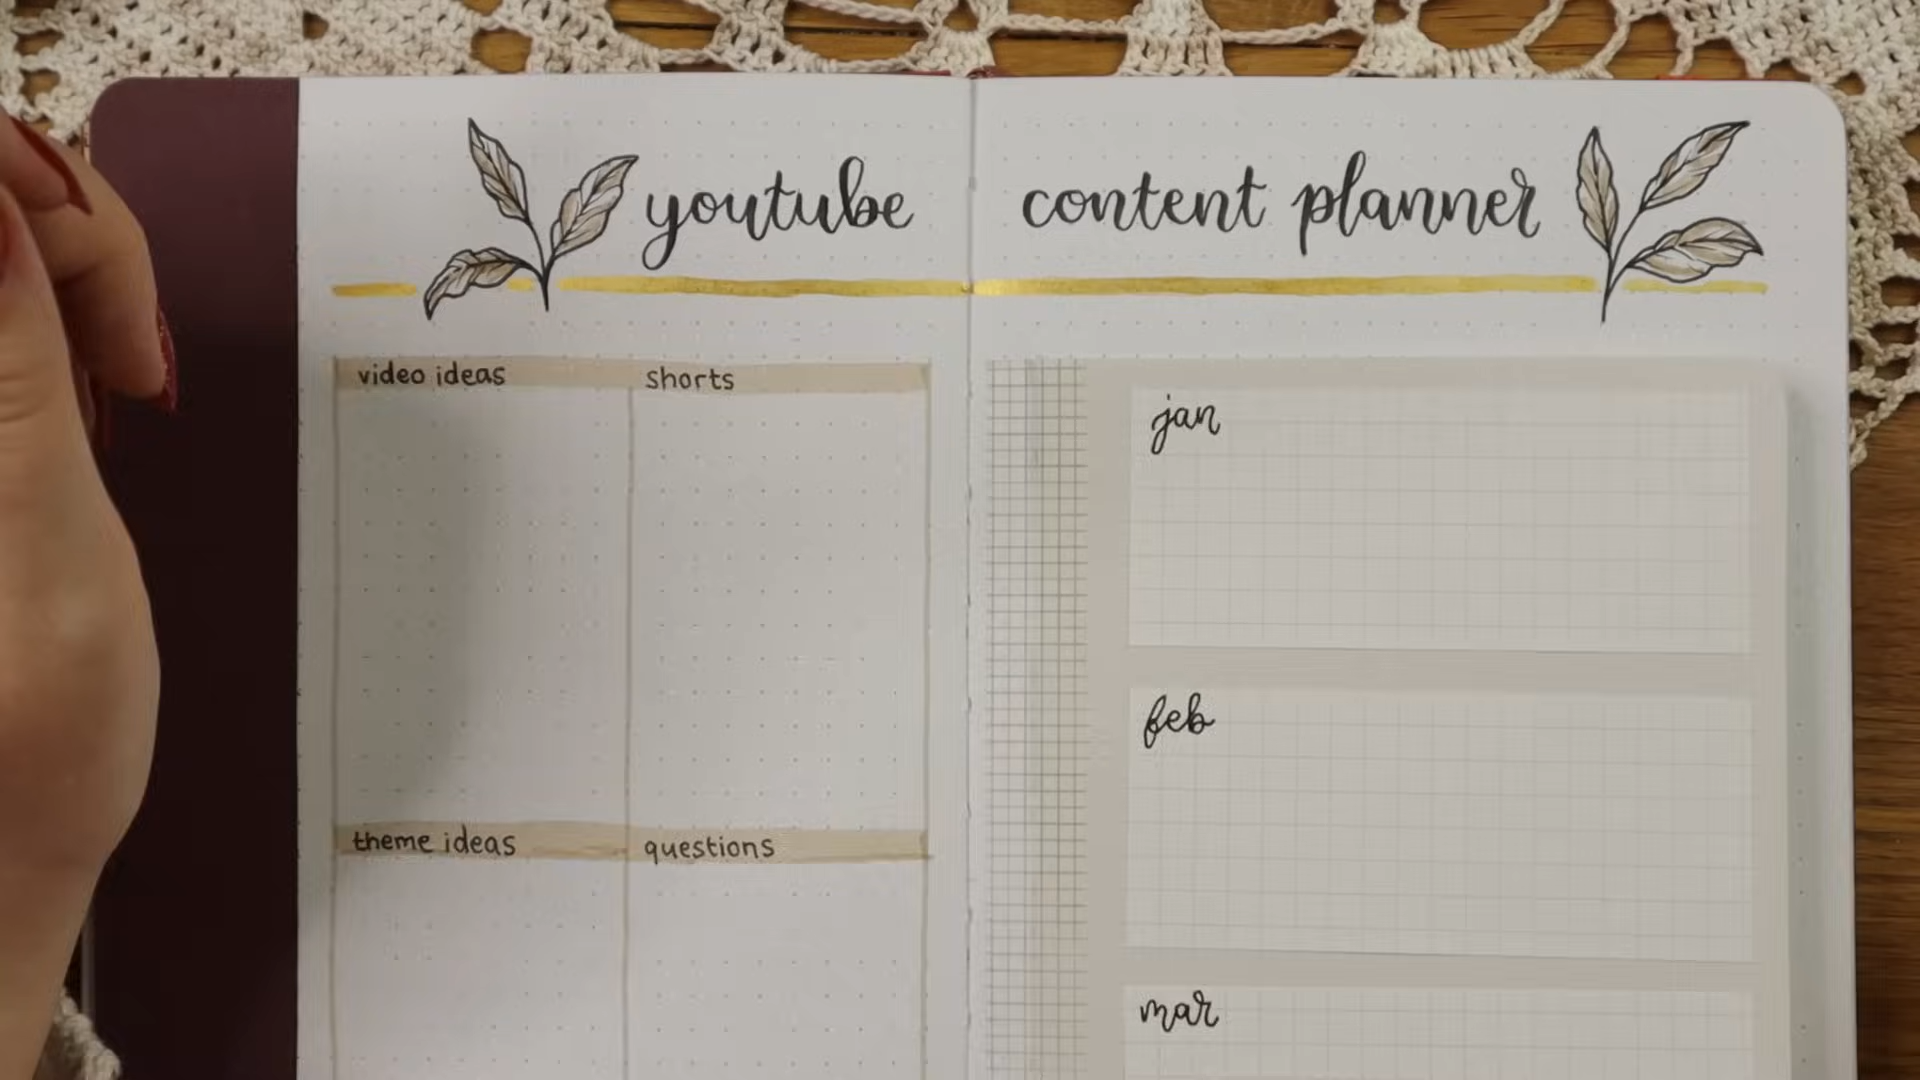 youtube content planner
video ideas
shorts
theme ideas
questions
jan
feb
mar